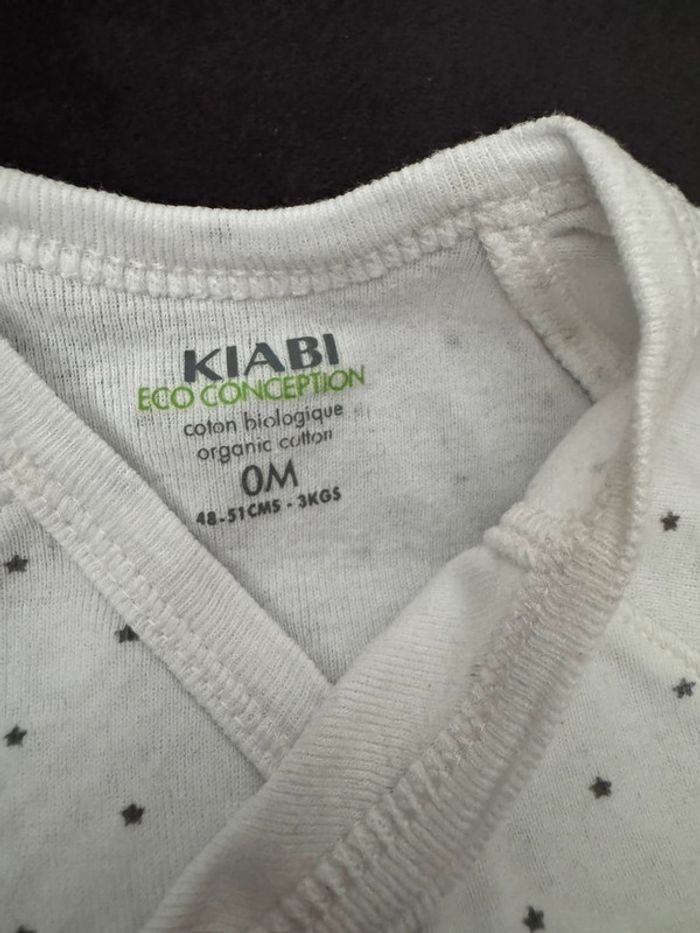 KIABI
ECO CONCEPTION
coton biologique
organic cotton
0M
48-51CMS - 3KGS